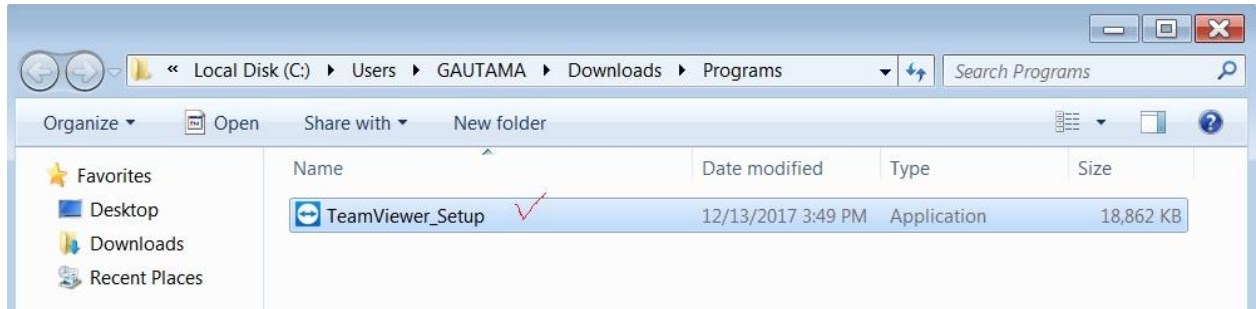 « Local Disk (C:) ▸ Users ▸ GAUTAMA ▸ Downloads ▸ Programs Search Programs
Organize Open Share with New folder
Favorites
Desktop
Downloads
Recent Places
Name Date modified Type Size
TeamViewer_Setup 12/13/2017 3:49 PM Application 18,862 KB